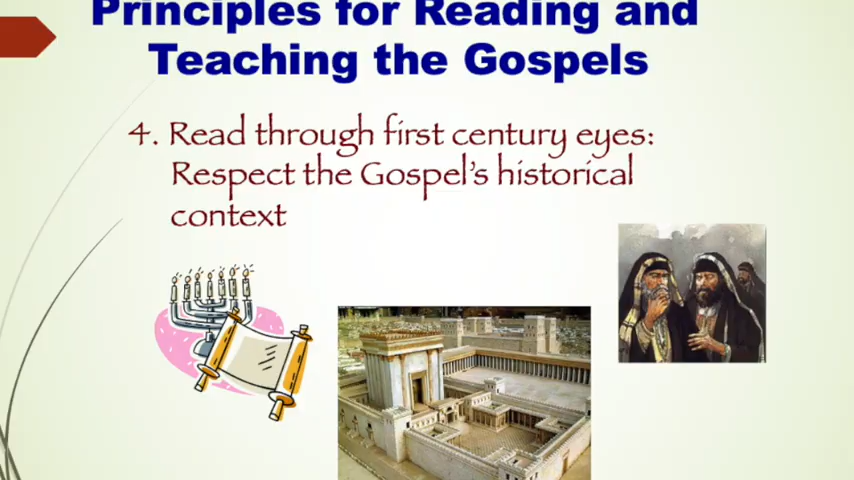 Principles for Reading and
Teaching the Gospels
4. Read through first century eyes:
Respect the Gospel's historical
context